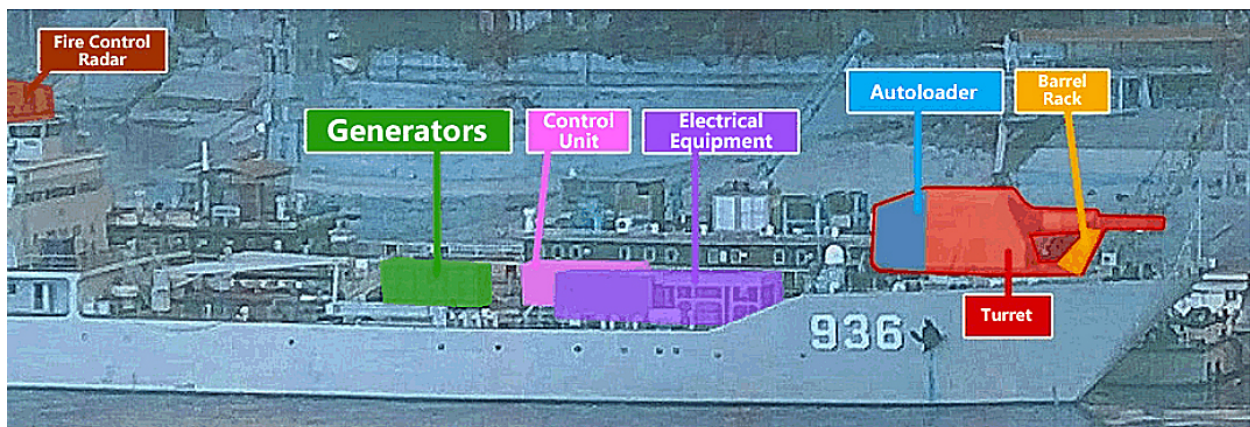 Fire Control
Radar
Generators
Control
Unit
Electrical
Equipment
Autoloader
Barrel
Rack
Turret
936